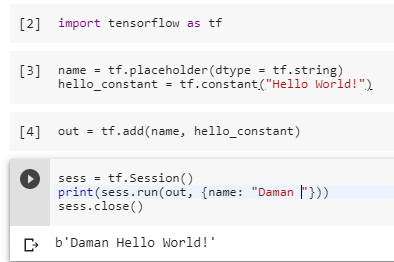 [2] import tensorflow as tf
[3] name = tf.placeholder(dtype = tf.string)
hello_constant = tf.constant("Hello World!")
[4] out = tf.add(name, hello_constant)
sess = tf.Session()
print(sess.run(out, {name: "Daman "}))
sess.close()
b'Daman Hello World!'